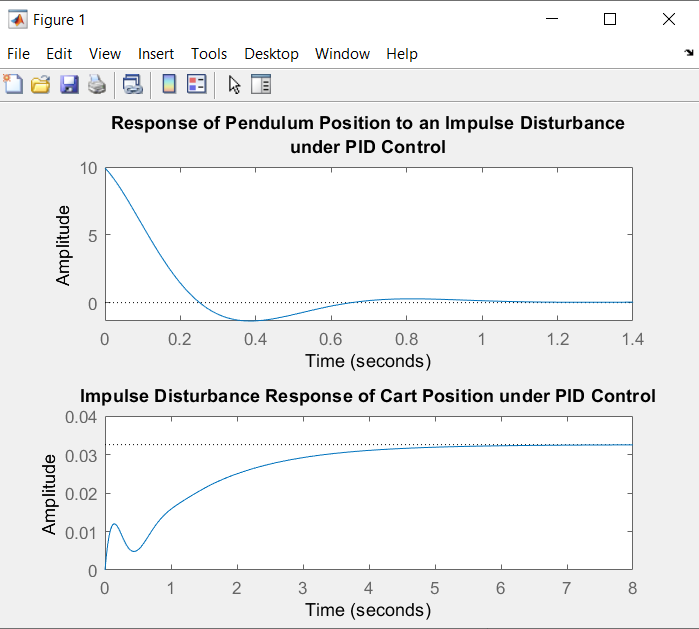 Figure 1
File Edit View Insert Tools Desktop Window Help
Response of Pendulum Position to an Impulse Disturbance
under PID Control
Amplitude
10
5
0
0 0.2 0.4 0.6 0.8 1 1.2 1.4
Time (seconds)
Impulse Disturbance Response of Cart Position under PID Control
Amplitude
0.04
0.03
0.02
0.01
0
0 1 2 3 4 5 6 7 8
Time (seconds)